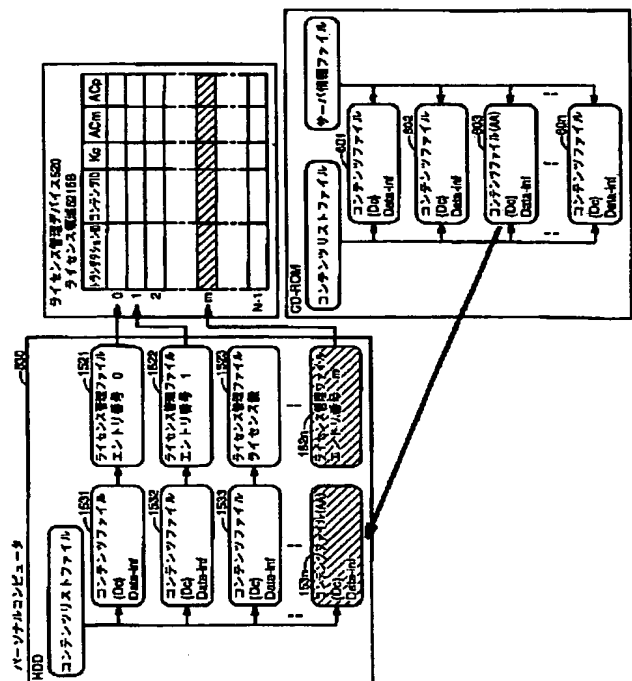 パーソナルコンピュータ
HDD
530
コンテンツリストファイル
1531
コンテンツファイル
{Dc}
Data-inf
1532
コンテンツファイル
{Dc}
Data-inf
1533
コンテンツファイル
{Dc}
Data-inf
153n
コンテンツファイル(AA)
{Dc}
Data-inf
1521
ライセンス管理ファイル
エントリ番号 0
1522
ライセンス管理ファイル
エントリ番号 1
1523
ライセンス管理ファイル
ライセンス無
152n
ライセンス管理ファイル
エントリ番号 m
ライセンス管理デバイス520
ライセンス領域5215B
トランザクションID コンテンツID Kc ACm ACp
0
1
2
m
N-1
CD-ROM
コンテンツリストファイル
サーバ情報ファイル
601
コンテンツファイル
{Dc}
Data-inf
602
コンテンツファイル
{Dc}
Data-inf
603
コンテンツファイル(AA)
{Dc}
Data-inf
60n
コンテンツファイル
{Dc}
Data-inf